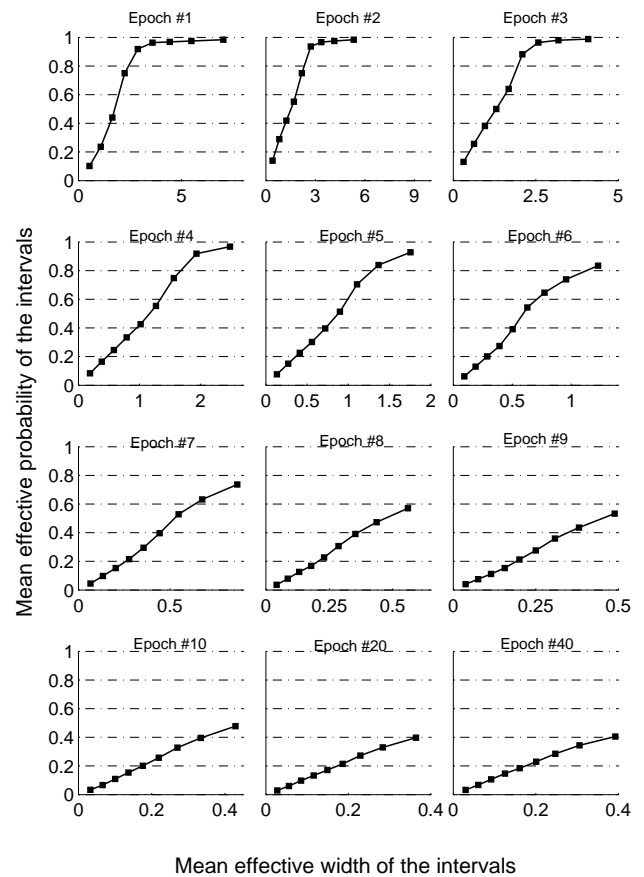 Epoch #1 Epoch #2 Epoch #3
1
0.8
0.6
0.4
0.2
0
0 5
0 3 6 9
0 2.5 5
Epoch #4 Epoch #5 Epoch #6
1
0.8
0.6
0.4
0.2
0
0 1 2
0 0.5 1 1.5 2
0 0.5 1
Epoch #7 Epoch #8 Epoch #9
1
0.8
0.6
0.4
0.2
0
0.5
0 0.25 0.5
0 0.25 0.5
Epoch #10 Epoch #20 Epoch #40
1
0.8
0.6
0.4
0.2
0
0 0.2 0.4
0 0.2 0.4
0 0.2 0.4
Mean effective probability of the intervals
Mean effective width of the intervals